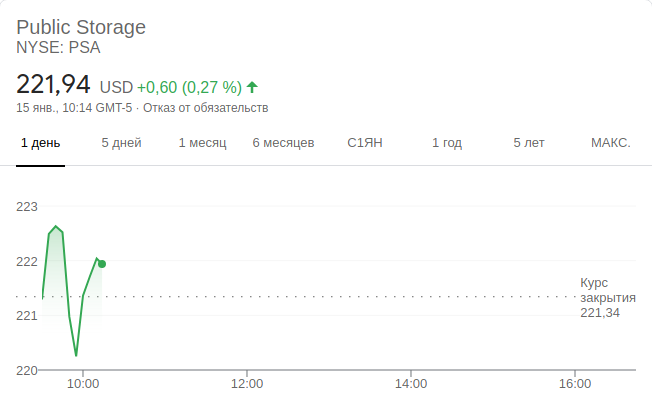 Public Storage
NYSE: PSA
221,94 USD +0,60 (0,27 %)
15 янв., 10:14 GMT-5 · Отказ от обязательств
1 день 5 дней 1 месяц 6 месяцев С1ЯН 1 год 5 лет МАКС.
223
222
Курс
закрытия
221,34
221
220
10:00 12:00 14:00 16:00